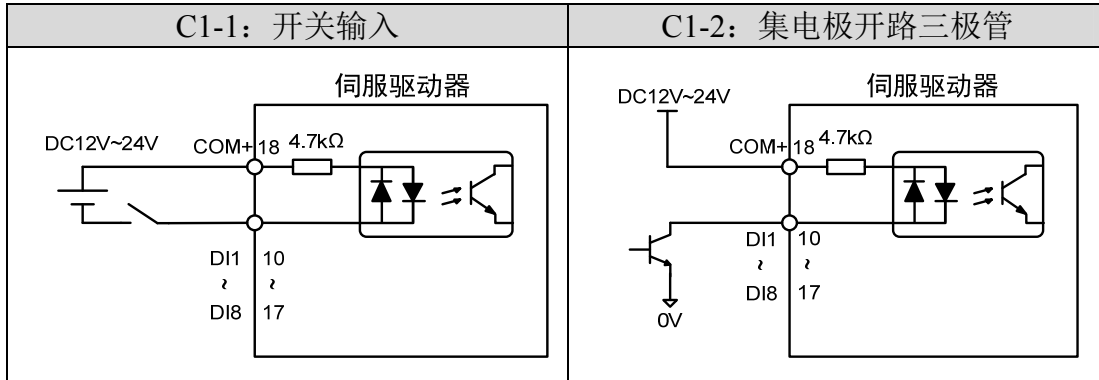 C1-1：开关输入
C1-2：集电极开路三极管
伺服驱动器
DC12V~24V
COM+ 18 4.7kΩ
DI1 10
~ ~
DI8 17
伺服驱动器
DC12V~24V
COM+ 18 4.7kΩ
DI1 10
~ ~
DI8 17
0V